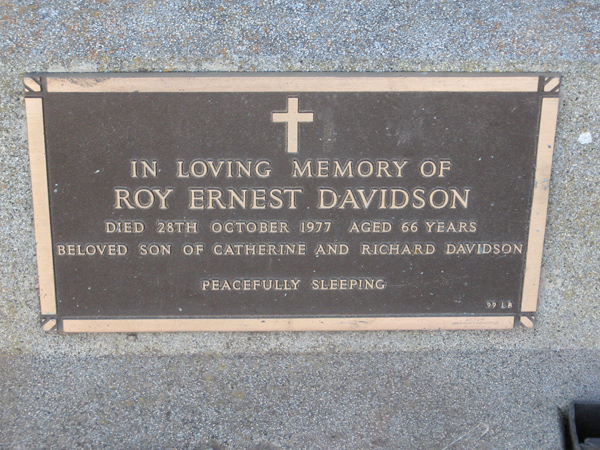 IN LOVING MEMORY OF
ROY ERNEST DAVIDSON
DIED 28TH OCTOBER 1977 AGED 66 YEARS
BELOVED SON OF CATHERINE AND RICHARD DAVIDSON
PEACEFULLY SLEEPING
99 L.B